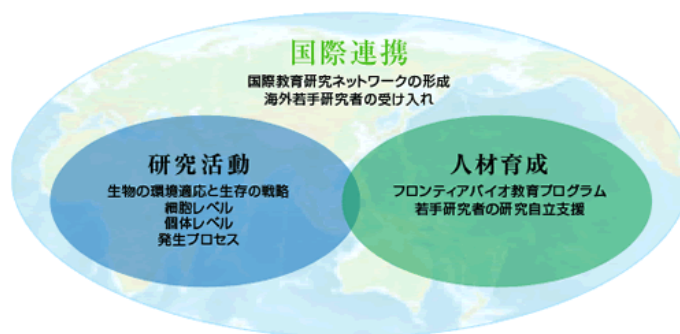 国際連携
国際教育研究ネットワークの形成
海外若手研究者の受け入れ
研究活動
生物の環境適応と生存の戦略
細胞レベル
個体レベル
発生プロセス
人材育成
フロンティアバイオ教育プログラム
若手研究者の研究自立支援